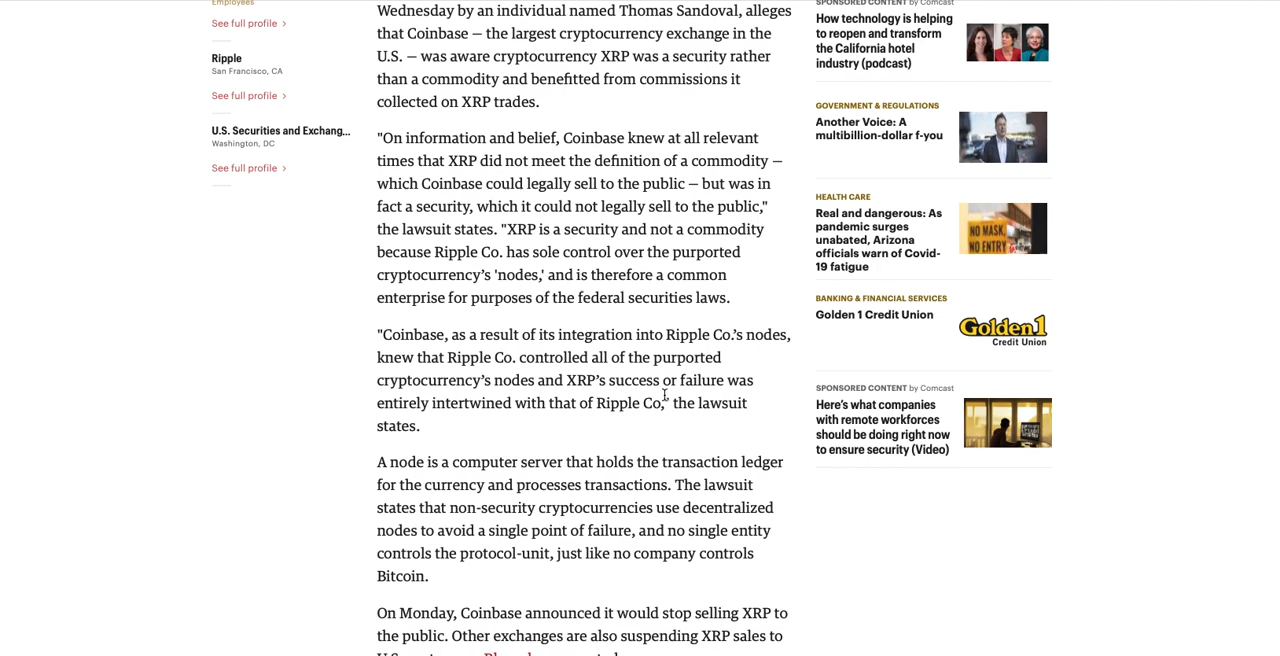 Employees
See full profile >
Ripple
San Francisco, CA
See full profile >
U.S. Securities and Exchang...
Washington, DC
See full profile >
Wednesday by an individual named Thomas Sandoval, alleges
that Coinbase — the largest cryptocurrency exchange in the
U.S. — was aware cryptocurrency XRP was a security rather
than a commodity and benefitted from commissions it
collected on XRP trades.
"On information and belief, Coinbase knew at all relevant
times that XRP did not meet the definition of a commodity —
which Coinbase could legally sell to the public — but was in
fact a security, which it could not legally sell to the public,"
the lawsuit states. "XRP is a security and not a commodity
because Ripple Co. has sole control over the purported
cryptocurrency’s 'nodes,' and is therefore a common
enterprise for purposes of the federal securities laws.
"Coinbase, as a result of its integration into Ripple Co.’s nodes,
knew that Ripple Co. controlled all of the purported
cryptocurrency’s nodes and XRP’s success or failure was
entirely intertwined with that of Ripple Co," the lawsuit
states.
A node is a computer server that holds the transaction ledger
for the currency and processes transactions. The lawsuit
states that non-security cryptocurrencies use decentralized
nodes to avoid a single point of failure, and no single entity
controls the protocol-unit, just like no company controls
Bitcoin.
On Monday, Coinbase announced it would stop selling XRP to
the public. Other exchanges are also suspending XRP sales to
SPONSORED CONTENT by Comcast
How technology is helping
to reopen and transform
the California hotel
industry (podcast)
GOVERNMENT & REGULATIONS
Another Voice: A
multibillion-dollar f-you
HEALTH CARE
Real and dangerous: As
pandemic surges
unabated, Arizona
officials warn of Covid-
19 fatigue
NO MASK,
NO ENTRY
BANKING & FINANCIAL SERVICES
Golden 1 Credit Union
Golden1
Credit Union
SPONSORED CONTENT by Comcast
Here’s what companies
with remote workforces
should be doing right now
to ensure security (Video)